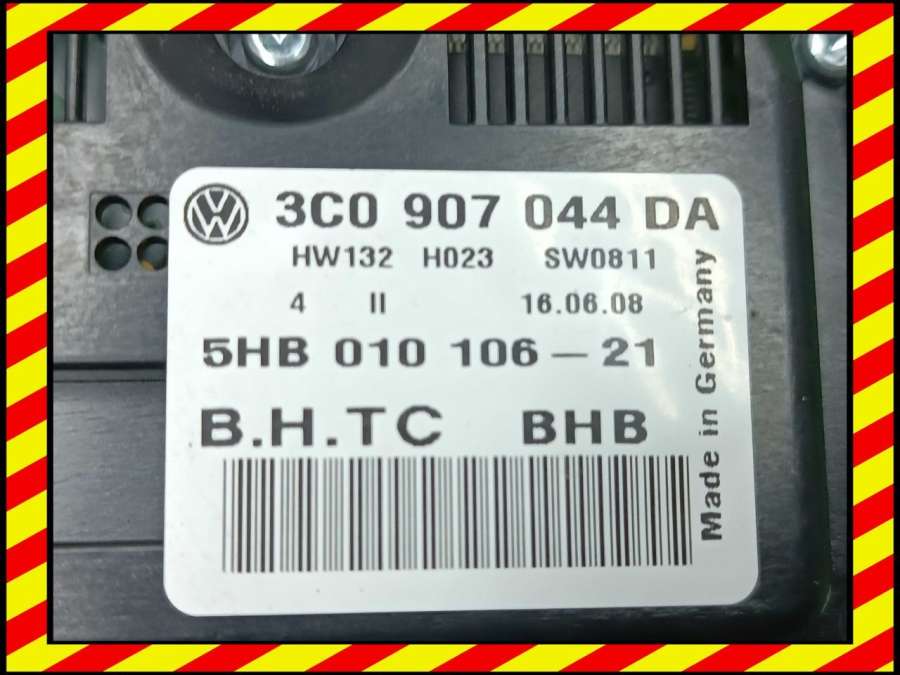 3C0 907 044 DA
HW132 H023 SW0811
4 II 16.06.08
5HB 010 106-21
B.H.TC BHB
Made in Germany